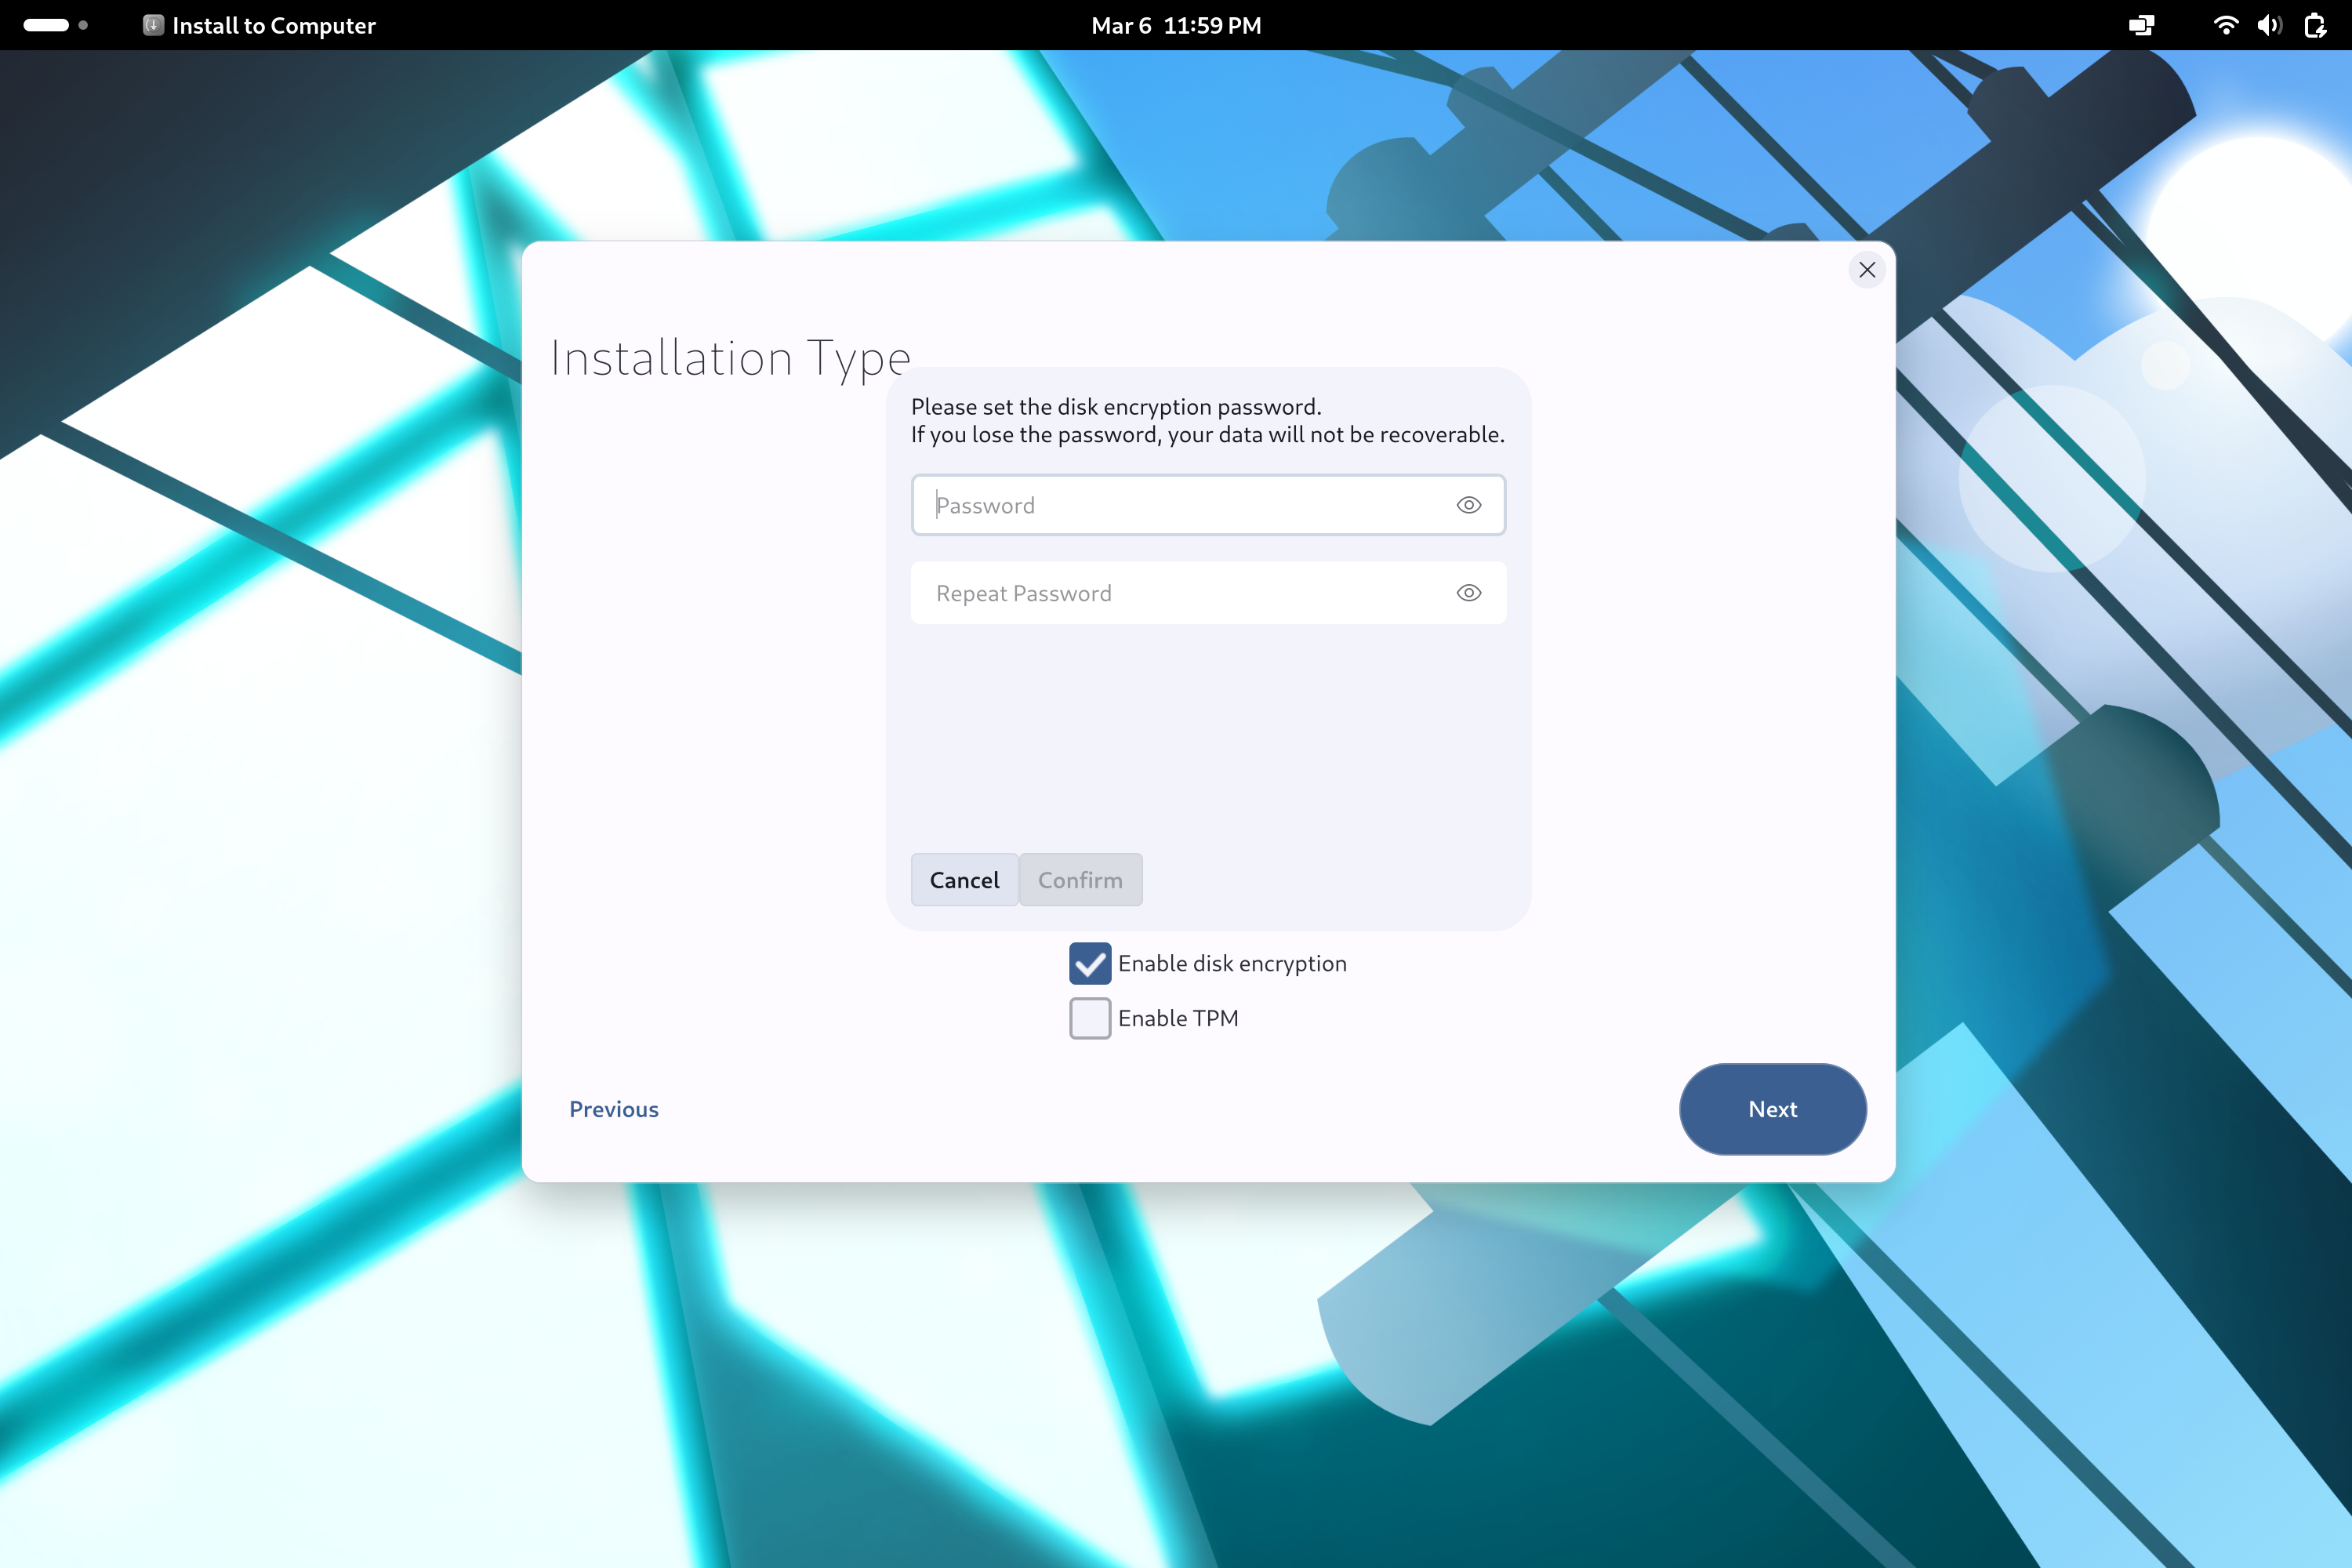 Install to Computer
Mar 6 11:59 PM
Installation Type
Please set the disk encryption password.
If you lose the password, your data will not be recoverable.
Password
Repeat Password
Cancel
Confirm
Enable disk encryption
Enable TPM
Previous
Next